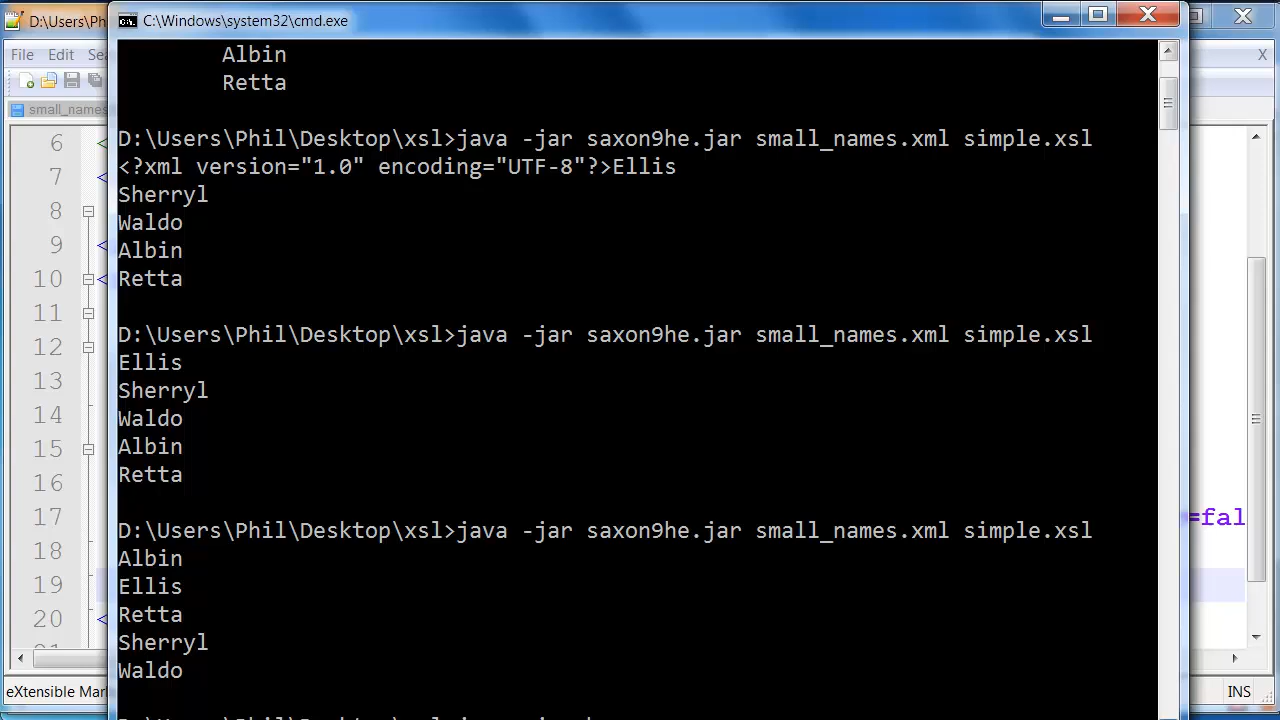 D:\Users\Ph
C:\Windows\system32\cmd.exe
File Edit Sea
X
small_names
Albin
Retta
D:\Users\Phil\Desktop\xsl>java -jar saxon9he.jar small_names.xml simple.xsl
<?xml version="1.0" encoding="UTF-8"?>Ellis
Sherryl
Waldo
Albin
Retta
D:\Users\Phil\Desktop\xsl>java -jar saxon9he.jar small_names.xml simple.xsl
Ellis
Sherryl
Waldo
Albin
Retta
D:\Users\Phil\Desktop\xsl>java -jar saxon9he.jar small_names.xml simple.xsl
Albin
Ellis
Retta
Sherryl
Waldo
6 <
7 <
8
9 <
10 <
11
12
13
14
15
16
17 =fal
18
19
20 <
eXtensible Mar
INS